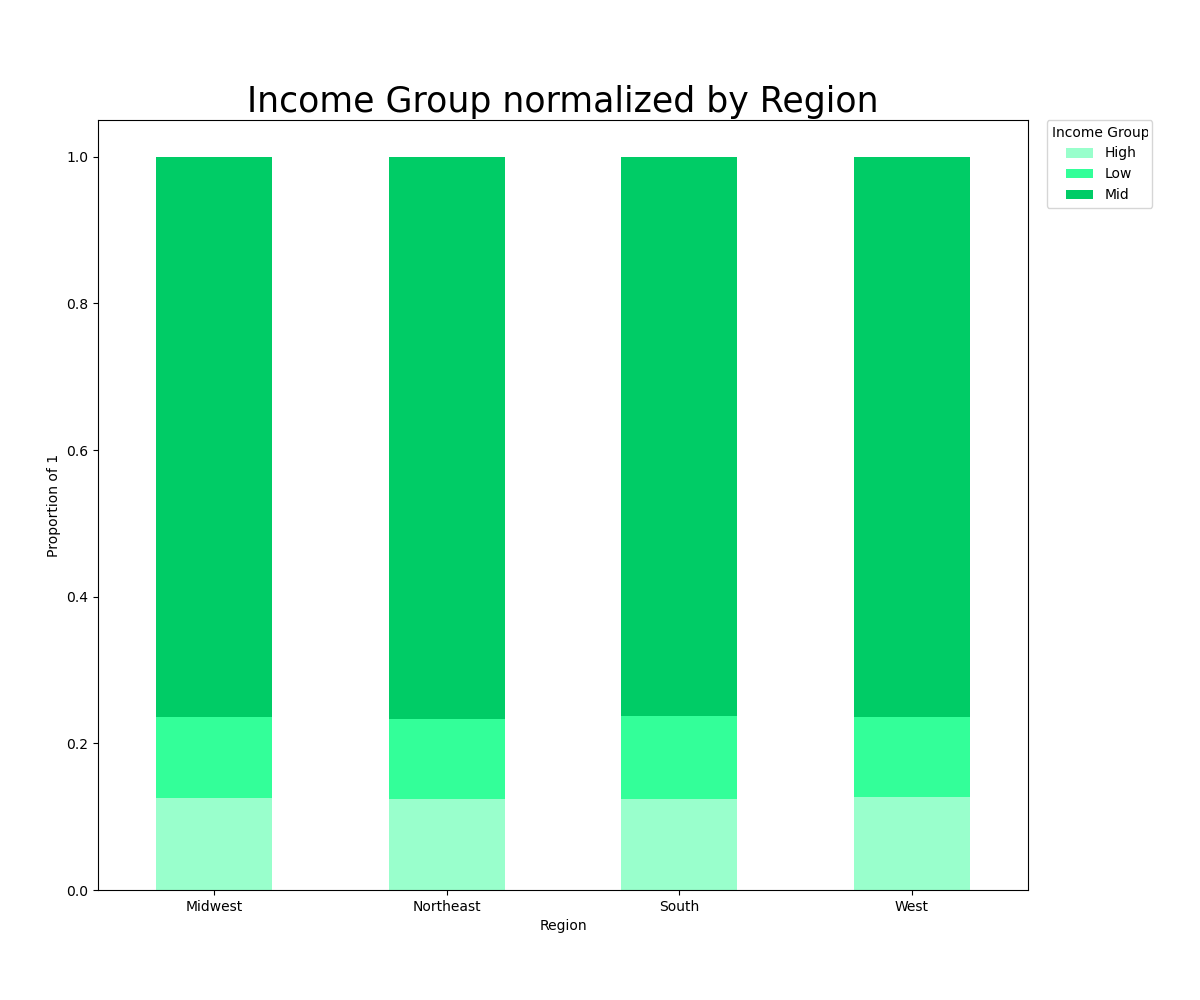 Income Group normalized by Region
Income Group
High
Low
Mid
1.0
0.8
0.6
0.4
0.2
0.0
Proportion of 1
Midwest Northeast South West
Region